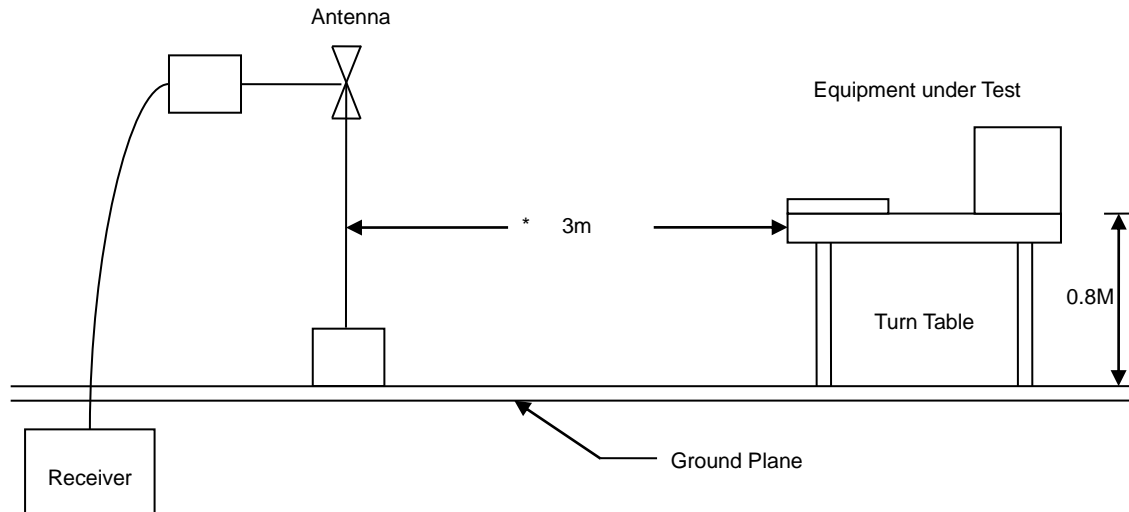 Antenna
Equipment under Test
* 3m
0.8M
Turn Table
Ground Plane
Receiver